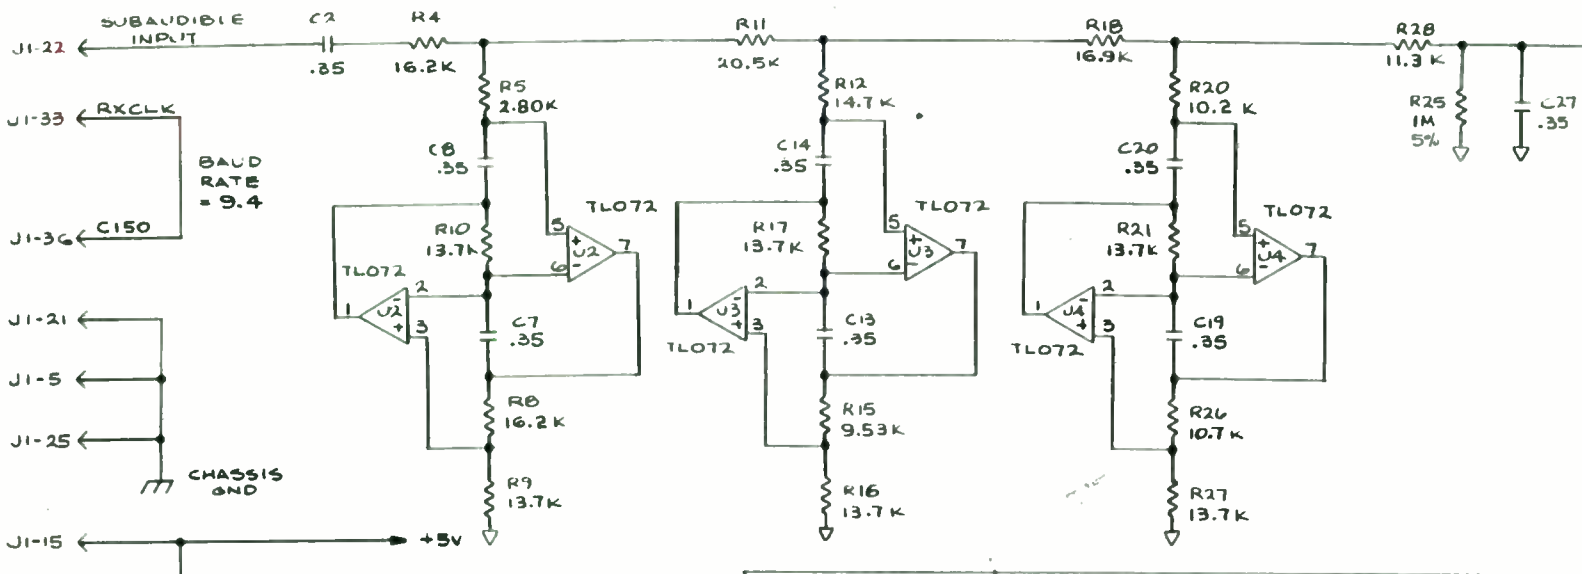 SUBAUDIBLE
INPUT
J1-22
C2
.35
R4
16.2K
R11
20.5K
R18
16.9K
R28
11.3K
R5
2.80K
R12
14.7K
R20
10.2 K
R25
1M
5%
C27
.35
J1-33
RXCLK
BAUD
RATE
= 9.4
C150
J1-36
C8
.35
C14
.35
C20
.35
R10
13.7K
R17
13.7K
R21
13.7K
TL072
5
+
U2
6
-
7
TL072
5
+
U3
6
-
7
TL072
5
+
U4
6
-
7
TL072
1
U2
-
2
+
3
TL072
1
U3
-
2
+
3
TL072
1
U4
-
2
+
3
C7
.35
C13
.35
C19
.35
J1-21
J1-5
J1-25
CHASSIS
GND
R8
16.2K
R15
9.53K
R26
10.7K
R9
13.7K
R16
13.7K
R27
13.7K
J1-15
+5V